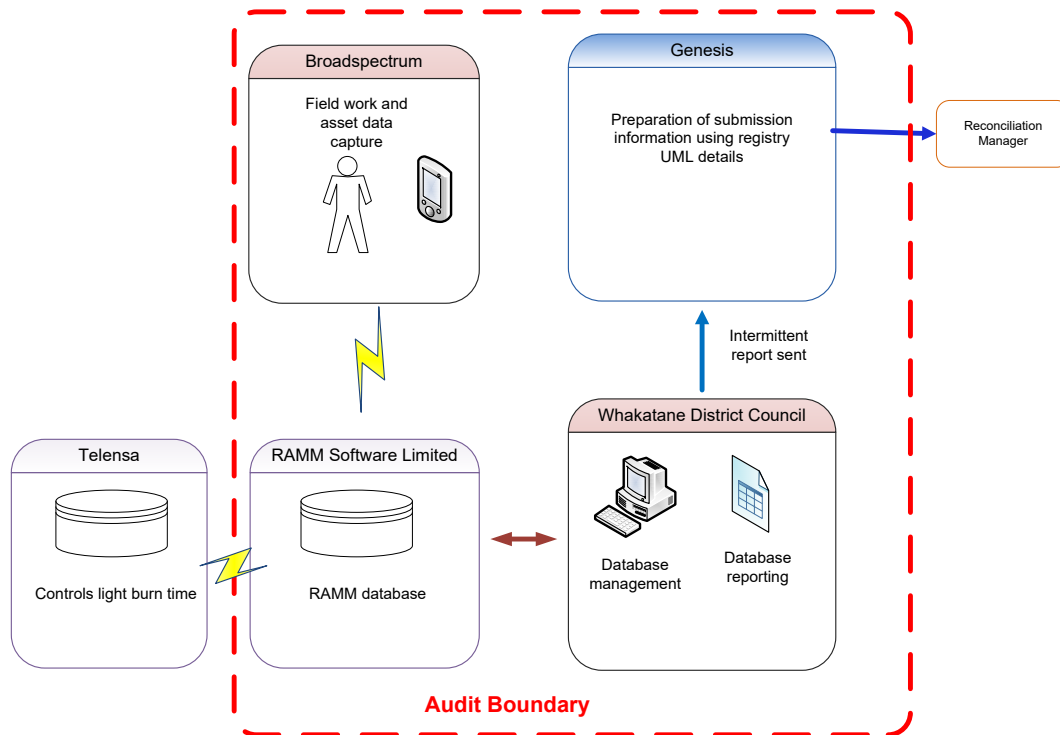 Broadspectrum
Field work and
asset data
capture
Genesis
Preparation of submission
information using registry
UML details
Reconciliation
Manager
Intermittent
report sent
Telensa
Controls light burn time
RAMM Software Limited
RAMM database
Whakatane District Council
Database
management
Database
reporting
Audit Boundary